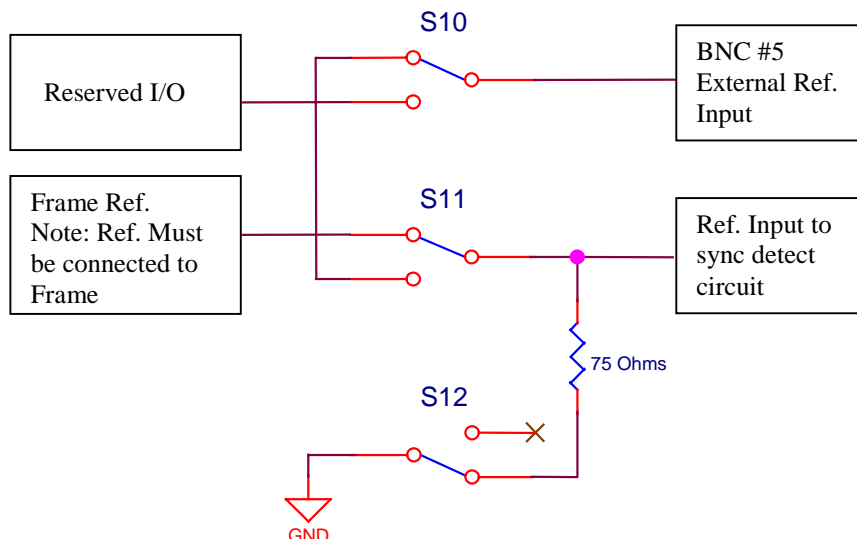 S10
Reserved I/O
BNC #5
External Ref.
Input
Frame Ref.
Note: Ref. Must
be connected to
Frame
S11
Ref. Input to
sync detect
circuit
75 Ohms
S12
GND